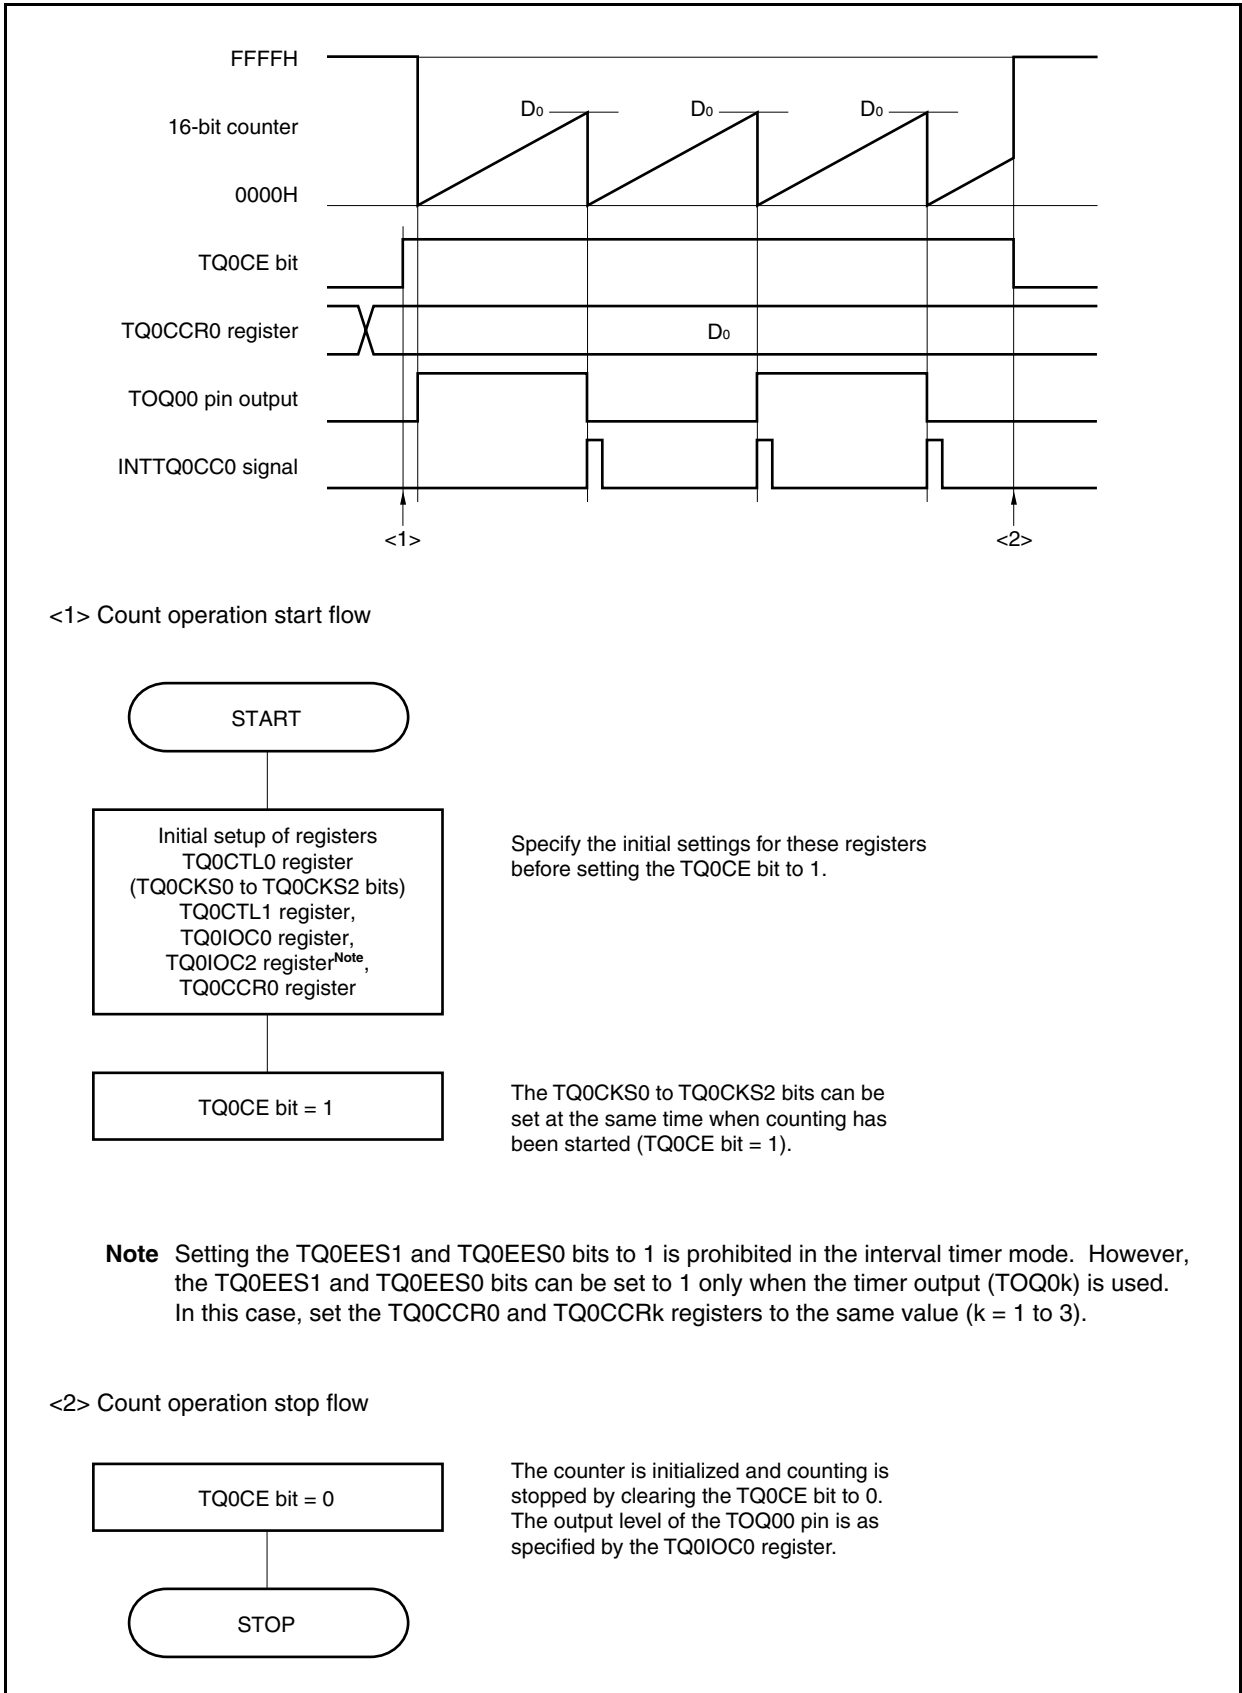 FFFFH
D0 D0 D0
16-bit counter
0000H
TQ0CE bit
TQ0CCR0 register
D0
TOQ00 pin output
INTTQ0CC0 signal
<1> <2>
<1> Count operation start flow
START
Initial setup of registers
TQ0CTL0 register
(TQ0CKS0 to TQ0CKS2 bits)
TQ0CTL1 register,
TQ0IOC0 register,
TQ0IOC2 registerNote,
TQ0CCR0 register
Specify the initial settings for these registers
before setting the TQ0CE bit to 1.
TQ0CE bit = 1
The TQ0CKS0 to TQ0CKS2 bits can be
set at the same time when counting has
been started (TQ0CE bit = 1).
Note Setting the TQ0EES1 and TQ0EES0 bits to 1 is prohibited in the interval timer mode. However,
the TQ0EES1 and TQ0EES0 bits can be set to 1 only when the timer output (TOQ0k) is used.
In this case, set the TQ0CCR0 and TQ0CCRk registers to the same value (k = 1 to 3).
<2> Count operation stop flow
TQ0CE bit = 0
The counter is initialized and counting is
stopped by clearing the TQ0CE bit to 0.
The output level of the TOQ00 pin is as
specified by the TQ0IOC0 register.
STOP